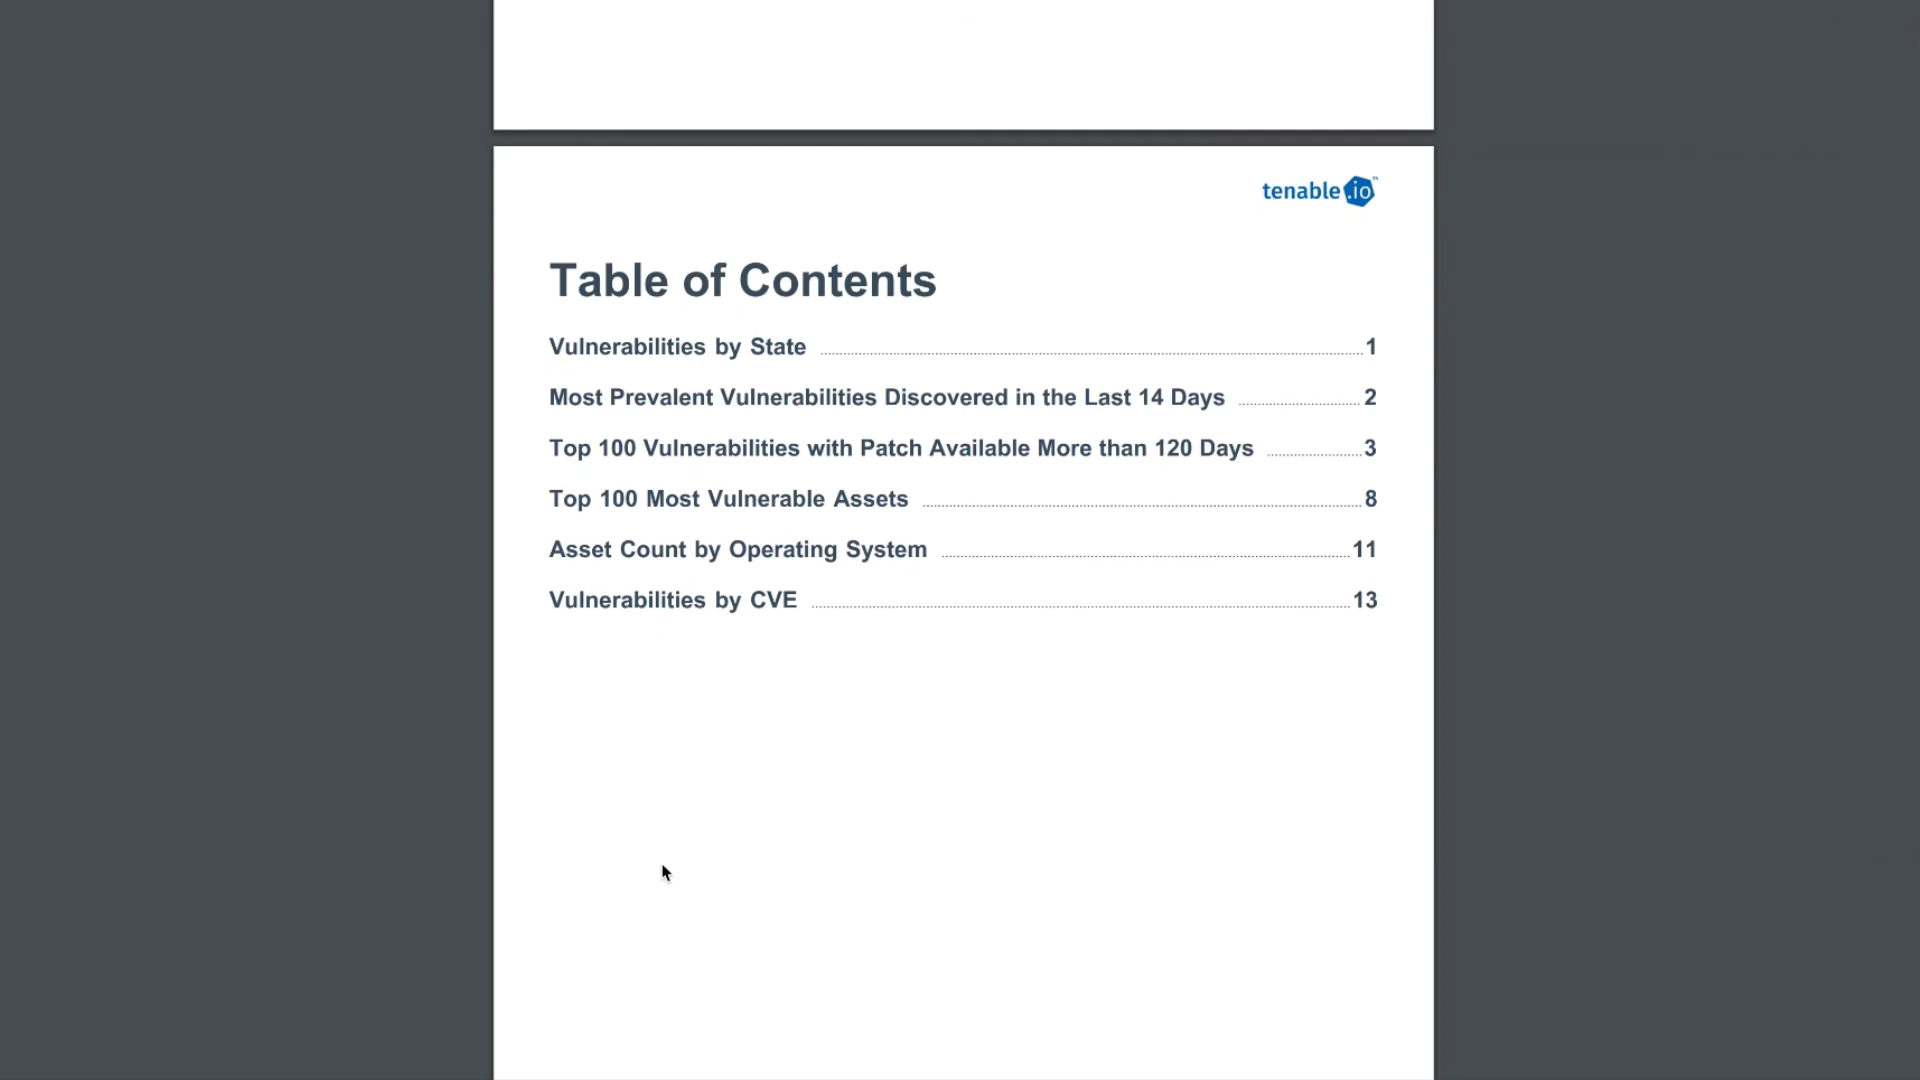 tenable.io™
Table of Contents
Vulnerabilities by State 1
Most Prevalent Vulnerabilities Discovered in the Last 14 Days 2
Top 100 Vulnerabilities with Patch Available More than 120 Days 3
Top 100 Most Vulnerable Assets 8
Asset Count by Operating System 11
Vulnerabilities by CVE 13